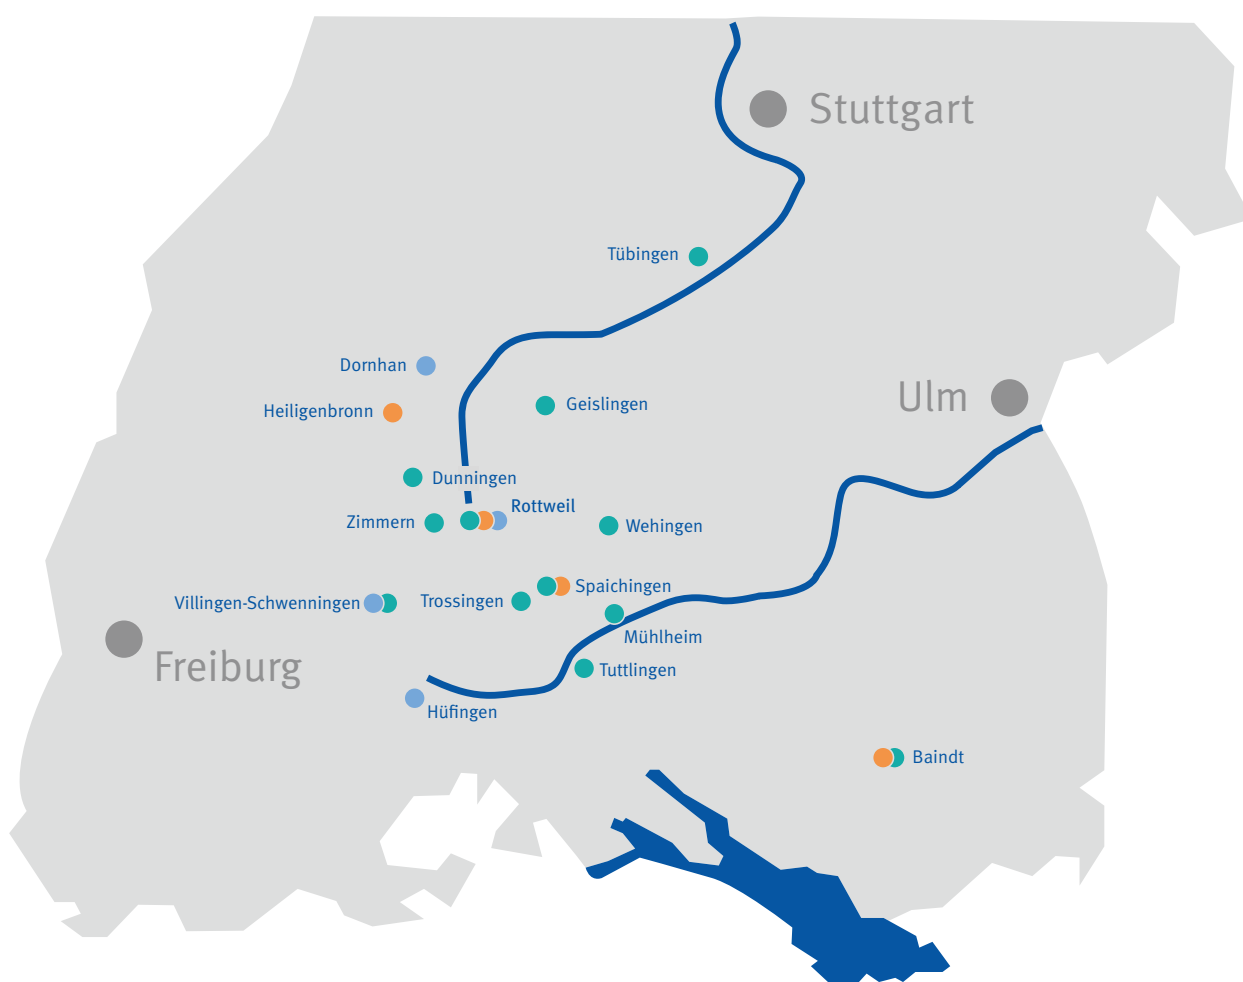 Stuttgart
Tübingen
Dornhan
Ulm
Geislingen
Heiligenbronn
Dunningen
Rottweil
Zimmern
Wehingen
Spaichingen
Trossingen
Villingen-Schwenningen
Mühlheim
Freiburg
Tuttlingen
Hüfingen
Baindt